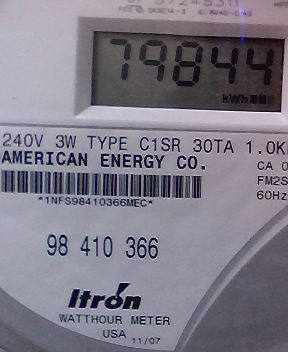 79844
kWh
240V 3W TYPE C1SR 30TA 1.0K
AMERICAN ENERGY CO.
CA 0
FM2S
60Hz
*1NFS98410366MEC*
98 410 366
Itron
WATTHOUR METER
USA 11/07